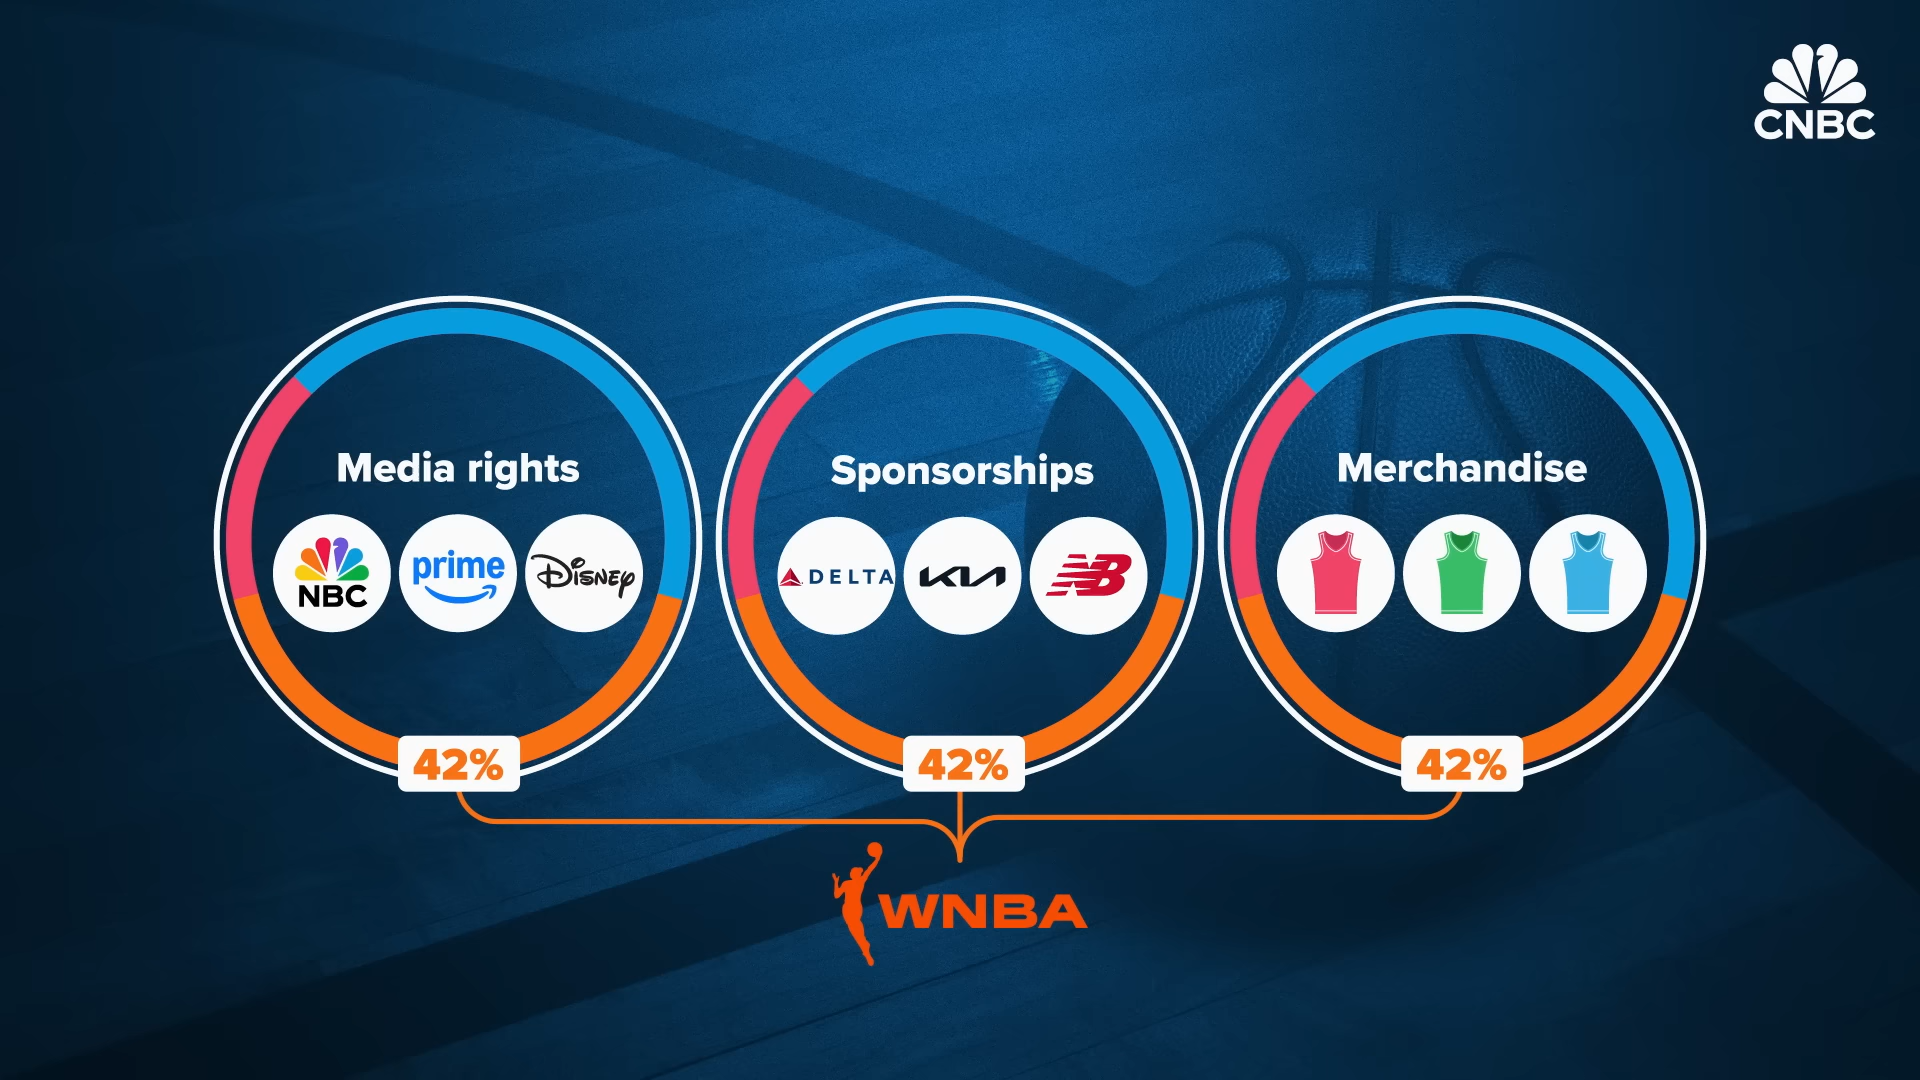 CNBC
Media rights
Sponsorships
Merchandise
NBC
prime
Disney
DELTA
KIA
NB
42%
42%
42%
WNBA